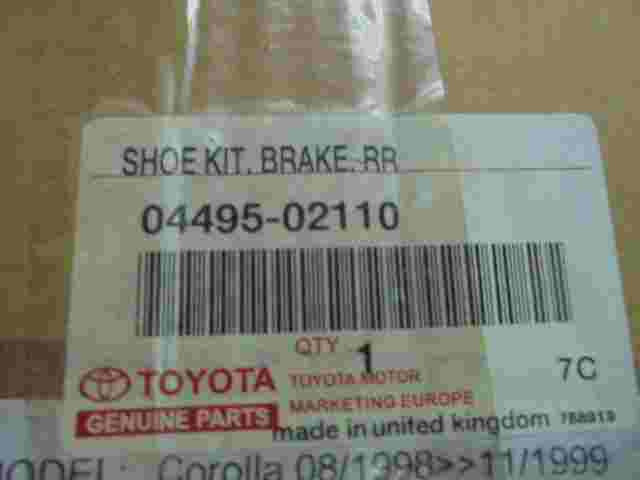 SHOE KIT, BRAKE, RR
04495-02110
QTY 1
7C
TOYOTA
GENUINE PARTS
TOYOTA MOTOR
MARKETING EUROPE
made in united kingdom
MODEL: Corolla 08/1998>>11/1999